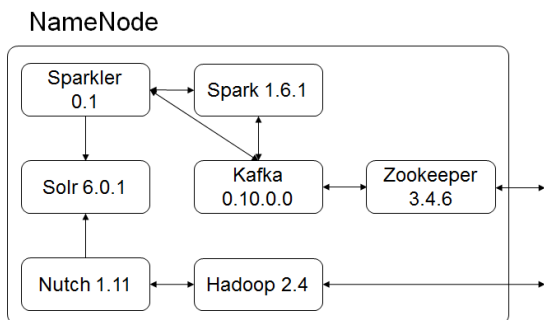 NameNode
Sparkler
0.1
Spark 1.6.1
Solr 6.0.1
Kafka
0.10.0.0
Zookeeper
3.4.6
Nutch 1.11
Hadoop 2.4